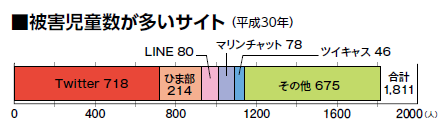 ■被害児童数が多いサイト（平成30年）
LINE 80 マリンチャット 78 ツイキャス 46
Twitter 718 ひま部 214 その他 675 合計 1,811
0 400 800 1200 1600 2000（人）